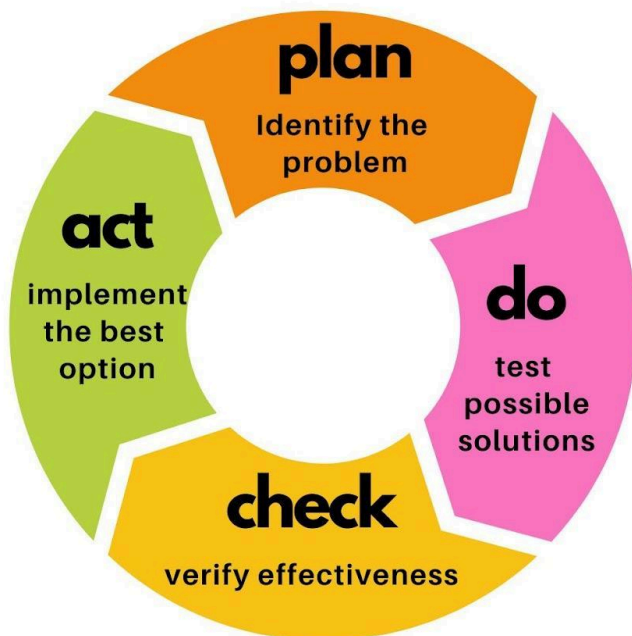 plan
Identify the
problem
do
test
possible
solutions
check
verify effectiveness
act
implement
the best
option